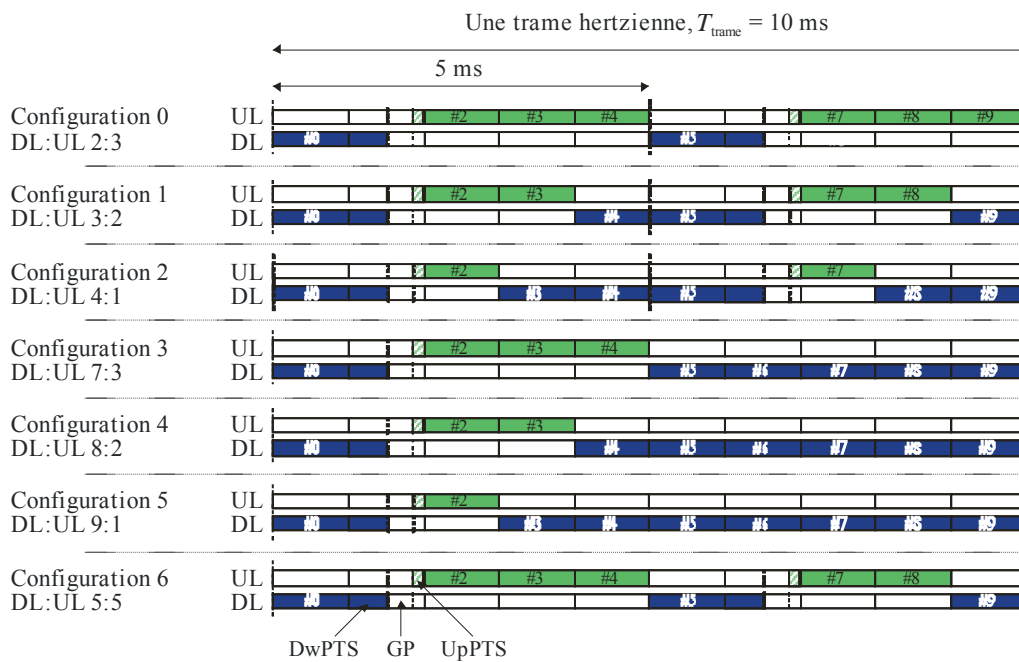 Une trame hertzienne, T_trame = 10 ms
5 ms
Configuration 0 UL #2 #3 #4 #7 #8 #9
DL:UL 2:3 DL #0 #5
Configuration 1 UL #2 #3 #7 #8
DL:UL 3:2 DL #0 #4 #5 #9
Configuration 2 UL #2 #7
DL:UL 4:1 DL #0 #3 #4 #5 #8 #9
Configuration 3 UL #2 #3 #4
DL:UL 7:3 DL #0 #5 #6 #7 #8 #9
Configuration 4 UL #2 #3
DL:UL 8:2 DL #0 #4 #5 #6 #7 #8 #9
Configuration 5 UL #2
DL:UL 9:1 DL #0 #3 #4 #5 #6 #7 #8 #9
Configuration 6 UL #2 #3 #4 #7 #8
DL:UL 5:5 DL #0 #5 #9
DwPTS GP UpPTS